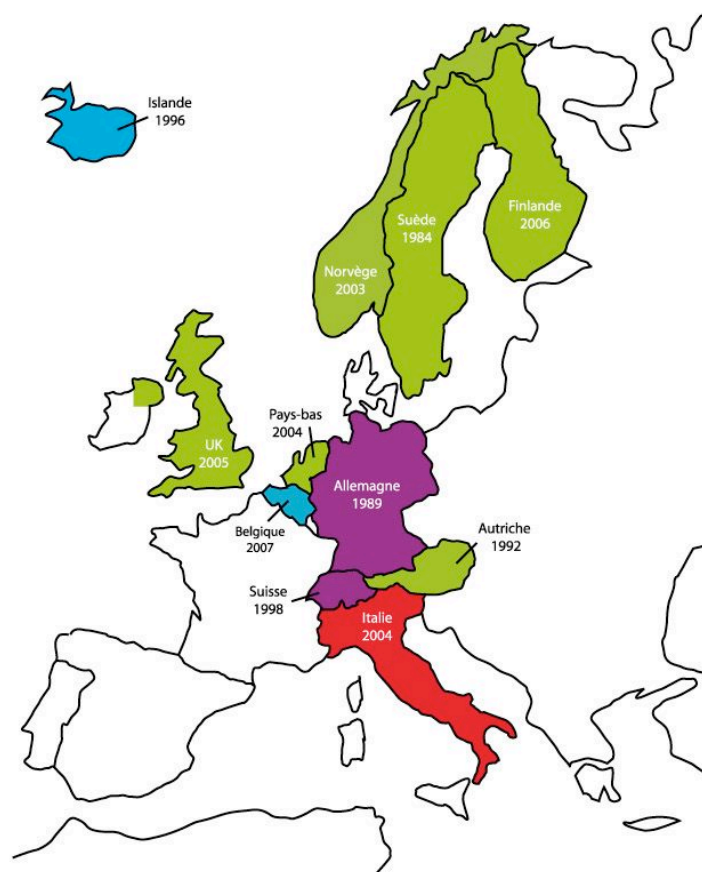 Islande
1996
Suède
1984
Finlande
2006
Norvège
2003
Pays-bas
2004
UK
2005
Allemagne
1989
Belgique
2007
Autriche
1992
Suisse
1998
Italie
2004